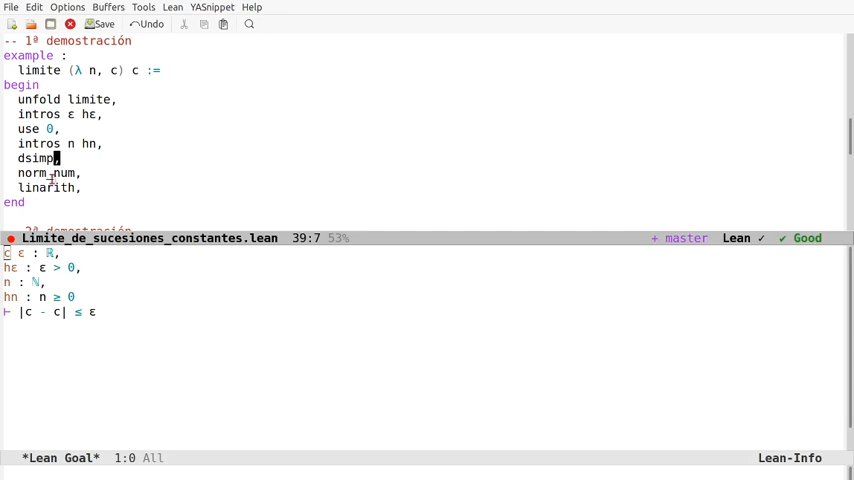 File Edit Options Buffers Tools Lean YASnippet Help
Save Undo
-- 1ª demostración
example :
limite (λ n, c) c :=
begin
unfold limite,
intros ε hε,
use 0,
intros n hn,
dsimp,
norm_num,
linarith,
end
-- 2ª demostración
Limite_de_sucesiones_constantes.lean 39:7 53% + master Lean ✓ ✔ Good
c ε : ℝ,
hε : ε > 0,
n : ℕ,
hn : n ≥ 0
⊢ |c - c| ≤ ε
*Lean Goal* 1:0 All Lean-Info